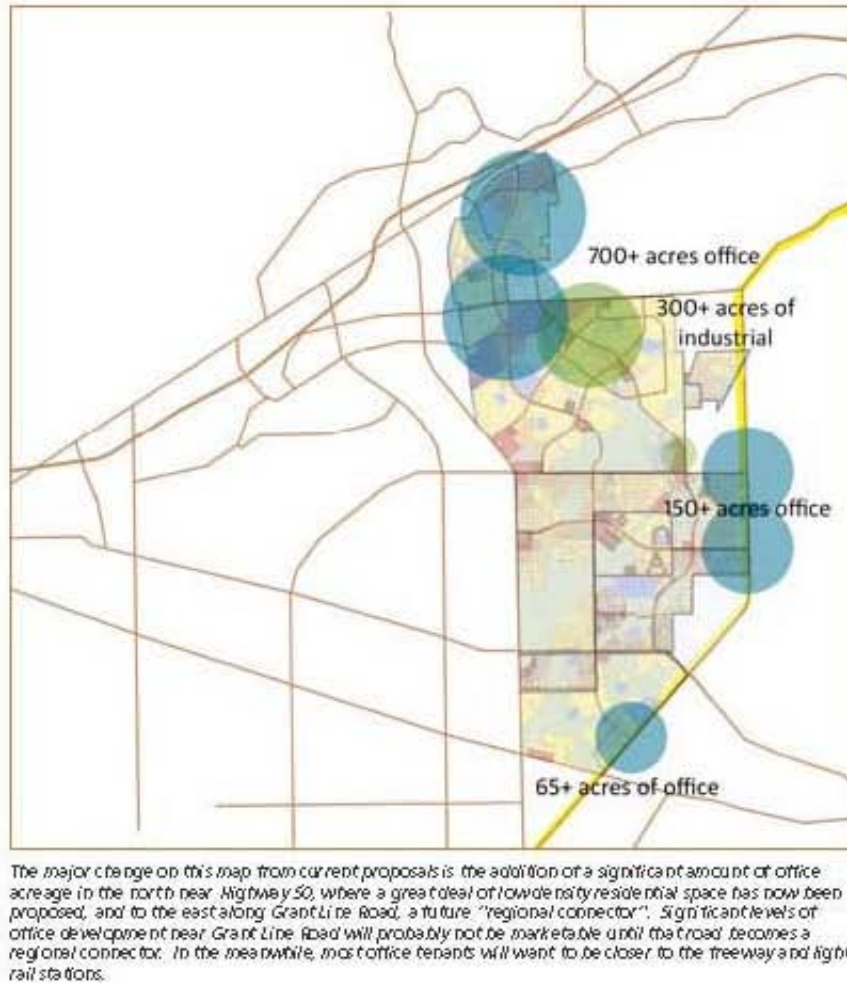 700+ acres office
300+ acres of
industrial
150+ acres office
65+ acres of office
The major change on this map from current proposals is the addition of a significant amount of office
acreage in the north near Highway 50, where a great deal of low density residential space has now been
proposed, and to the east along Grant Line Road, a future "regional connector". Significant levels of
office development near Grant Line Road will probably not be marketable until that road becomes a
regional connector. In the meanwhile, most office tenants will want to be closer to the freeway and light
rail stations.